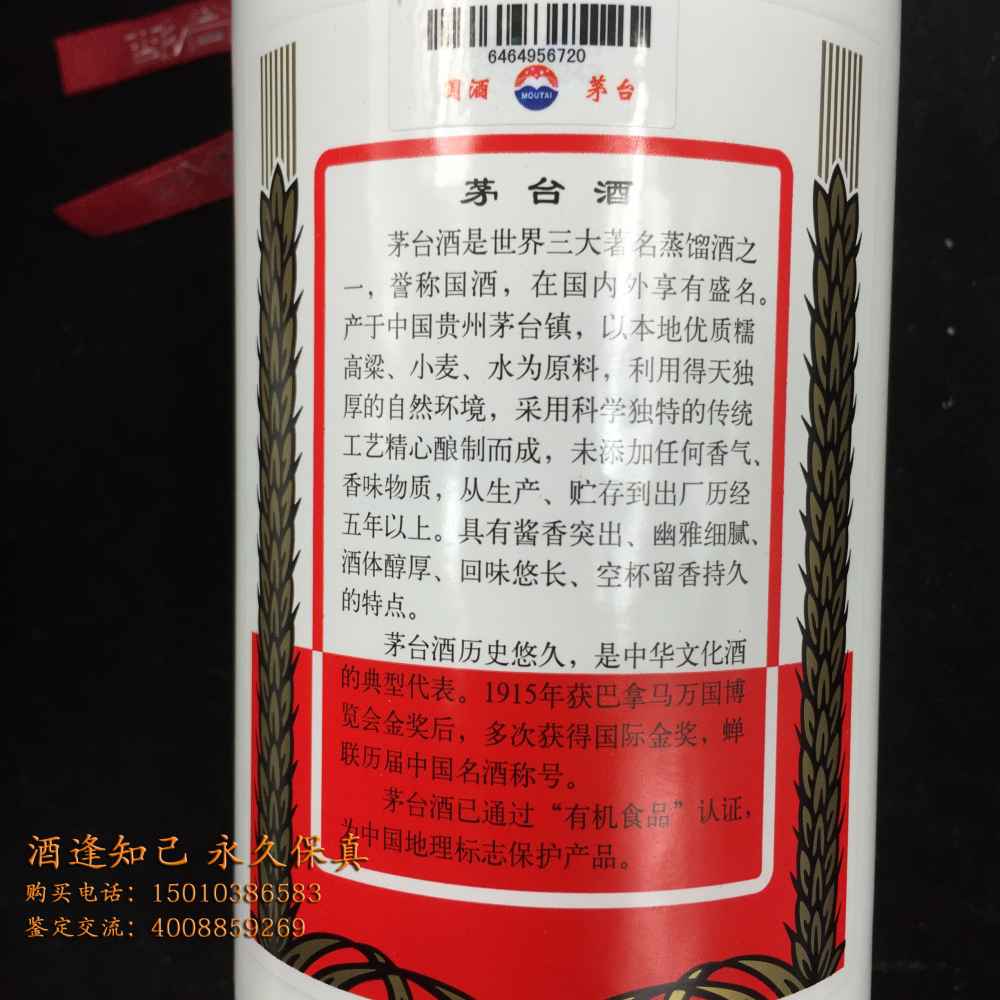 6464956720
国酒 MOUTAI 茅台
茅台酒
茅台酒是世界三大著名蒸馏酒之
一，誉称国酒，在国内外享有盛名。
产于中国贵州茅台镇，以本地优质糯
高粱、小麦、水为原料，利用得天独
厚的自然环境，采用科学独特的传统
工艺精心酿制而成，未添加任何香气、
香味物质，从生产、贮存到出厂历经
五年以上。具有酱香突出、幽雅细腻、
酒体醇厚、回味悠长、空杯留香持久
的特点。
茅台酒历史悠久，是中华文化酒
的典型代表。1915年获巴拿马万国博
览会金奖后，多次获得国际金奖，蝉
联历届中国名酒称号。
茅台酒已通过“有机食品”认证，
为中国地理标志保护产品。
酒逢知己 永久保真
购买电话：15010386583
鉴定交流：4008859269